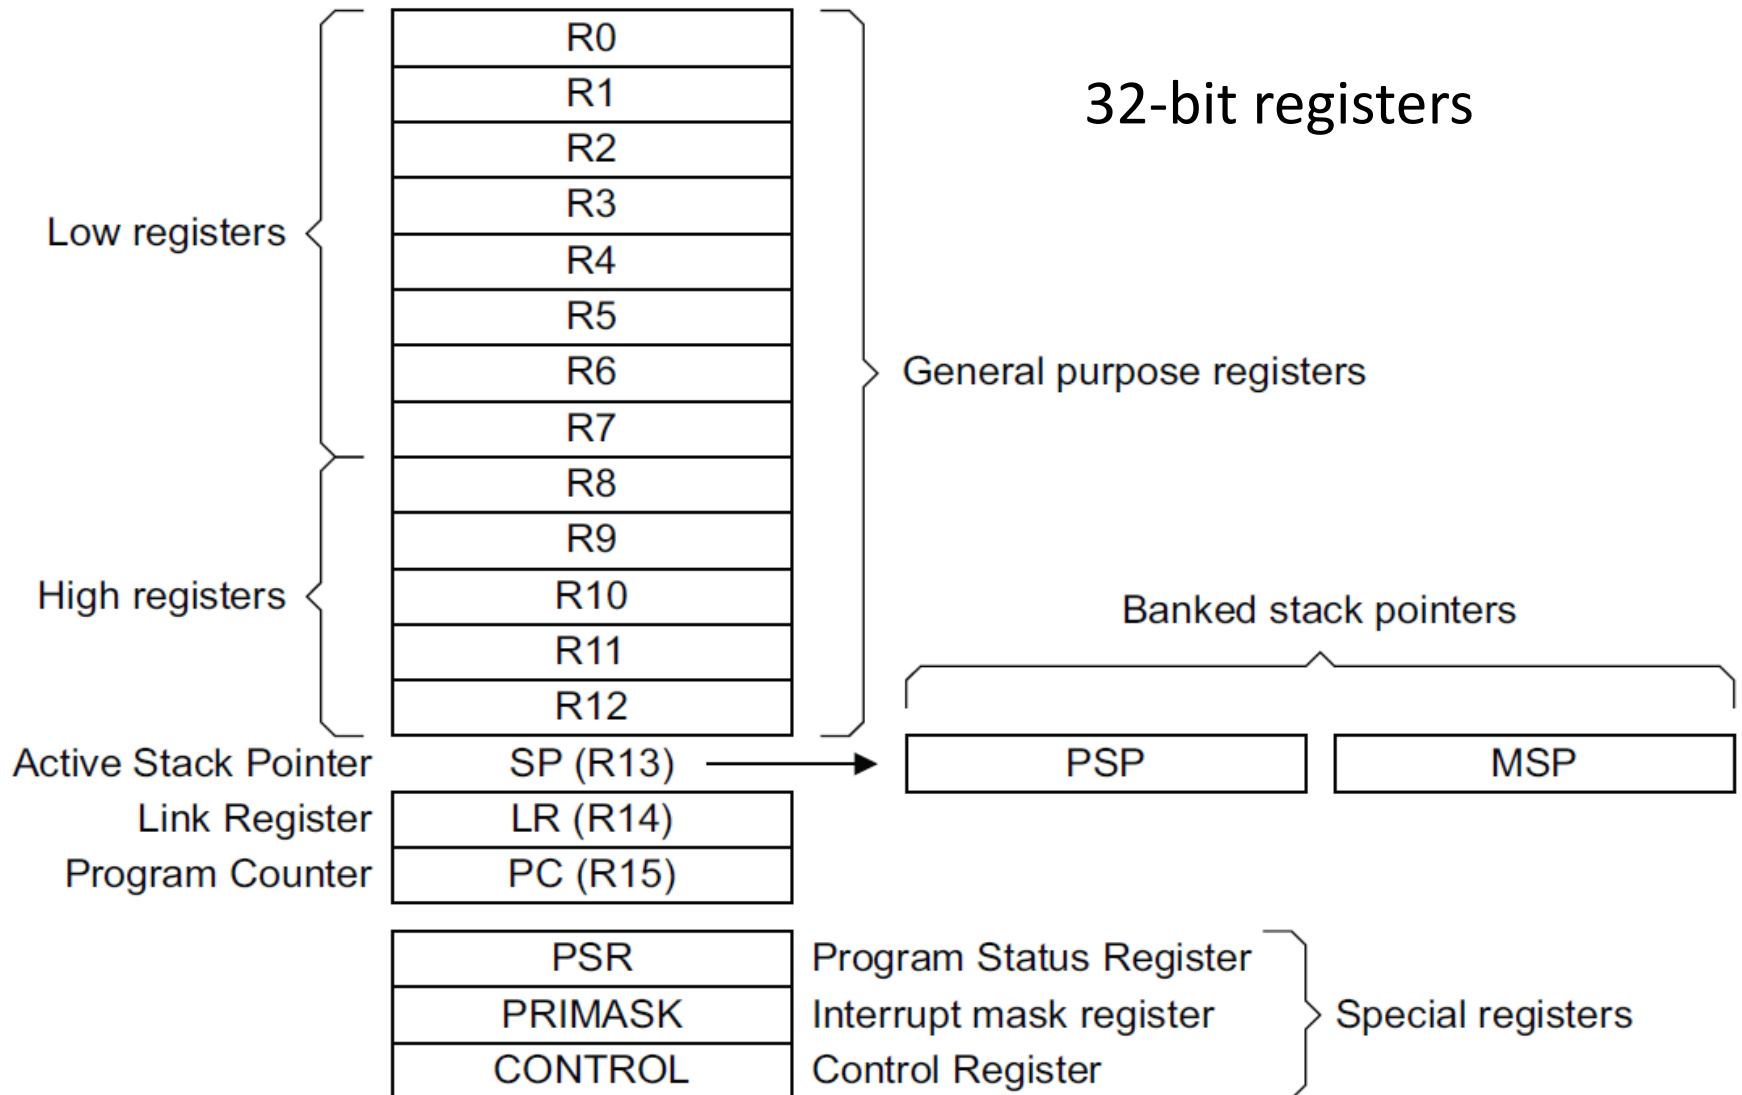 R0
R1
32-bit registers
R2
R3
Low registers
R4
R5
R6
General purpose registers
R7
R8
R9
High registers
R10
Banked stack pointers
R11
R12
Active Stack Pointer SP (R13) PSP MSP
Link Register LR (R14)
Program Counter PC (R15)
PSR Program Status Register
PRIMASK Interrupt mask register Special registers
CONTROL Control Register